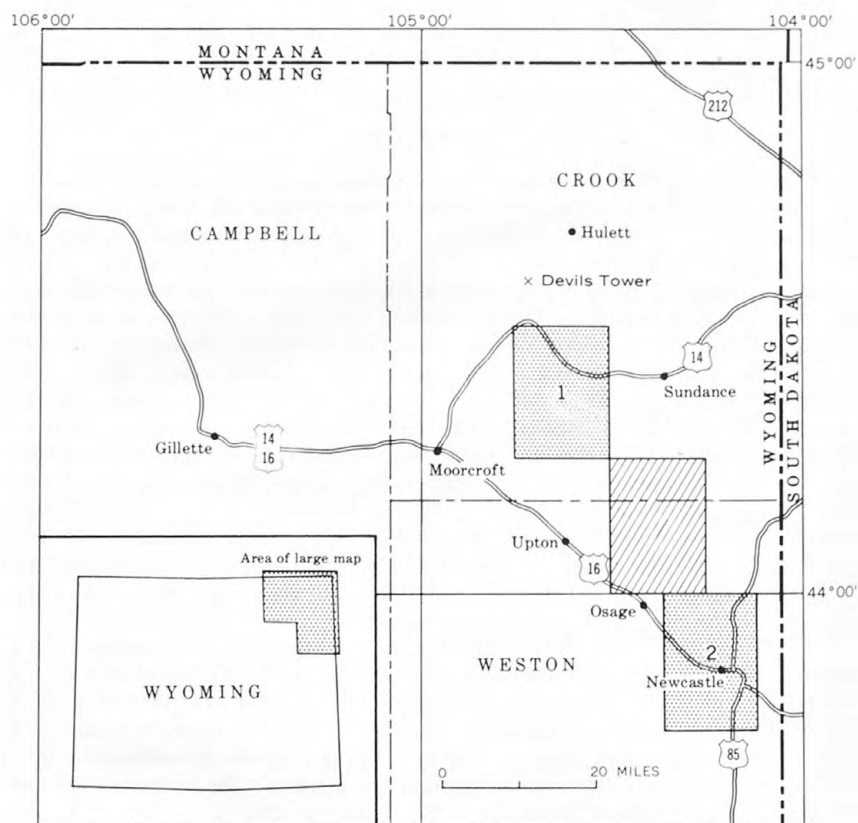 106°00' 105°00' 104°00'
MONTANA
WYOMING
45°00'
212
CROOK
CAMPBELL
Hulett
Devils Tower
WYOMING
SOUTH DAKOTA
14
1
Sundance
Gillette
14
16
Moorcroft
Upton
16
Area of large map
44°00'
Osage
WYOMING
WESTON
2
Newcastle
85
0 20 MILES